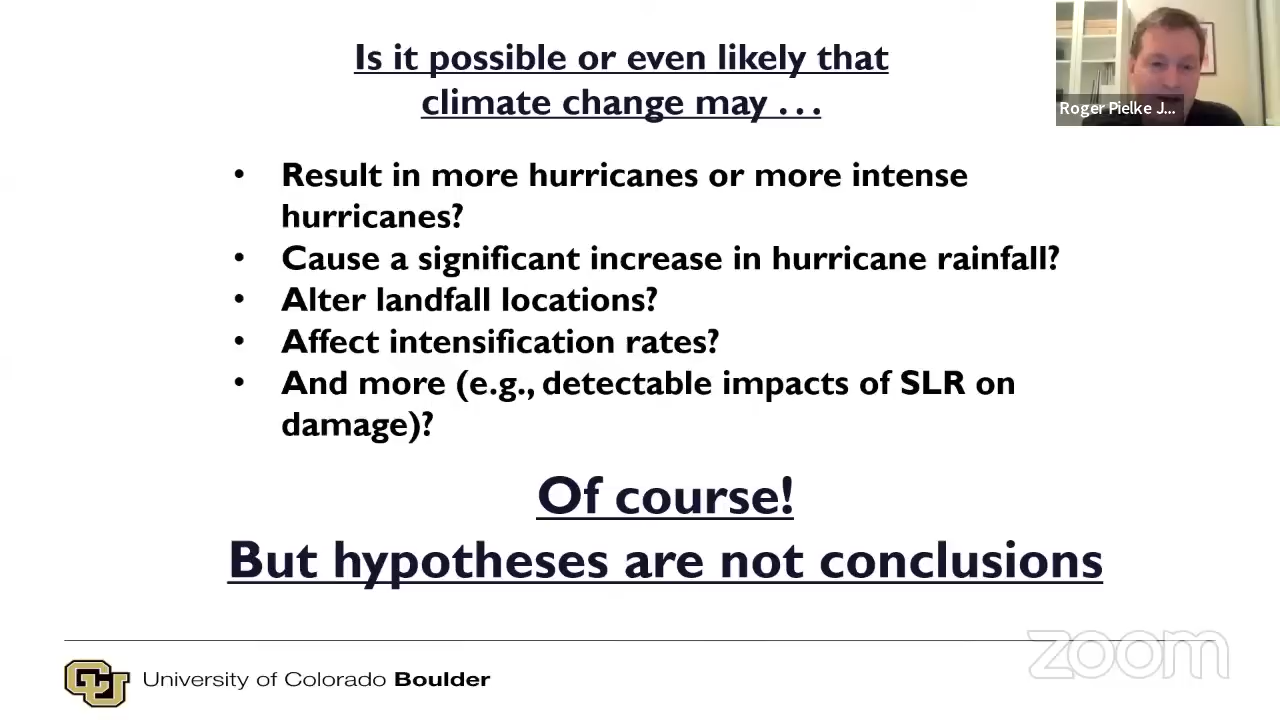 Is it possible or even likely that
climate change may . . .
Roger Pielke J...
• Result in more hurricanes or more intense
hurricanes?
• Cause a significant increase in hurricane rainfall?
• Alter landfall locations?
• Affect intensification rates?
• And more (e.g., detectable impacts of SLR on
damage)?
Of course!
But hypotheses are not conclusions
zoom
CU
University of Colorado Boulder